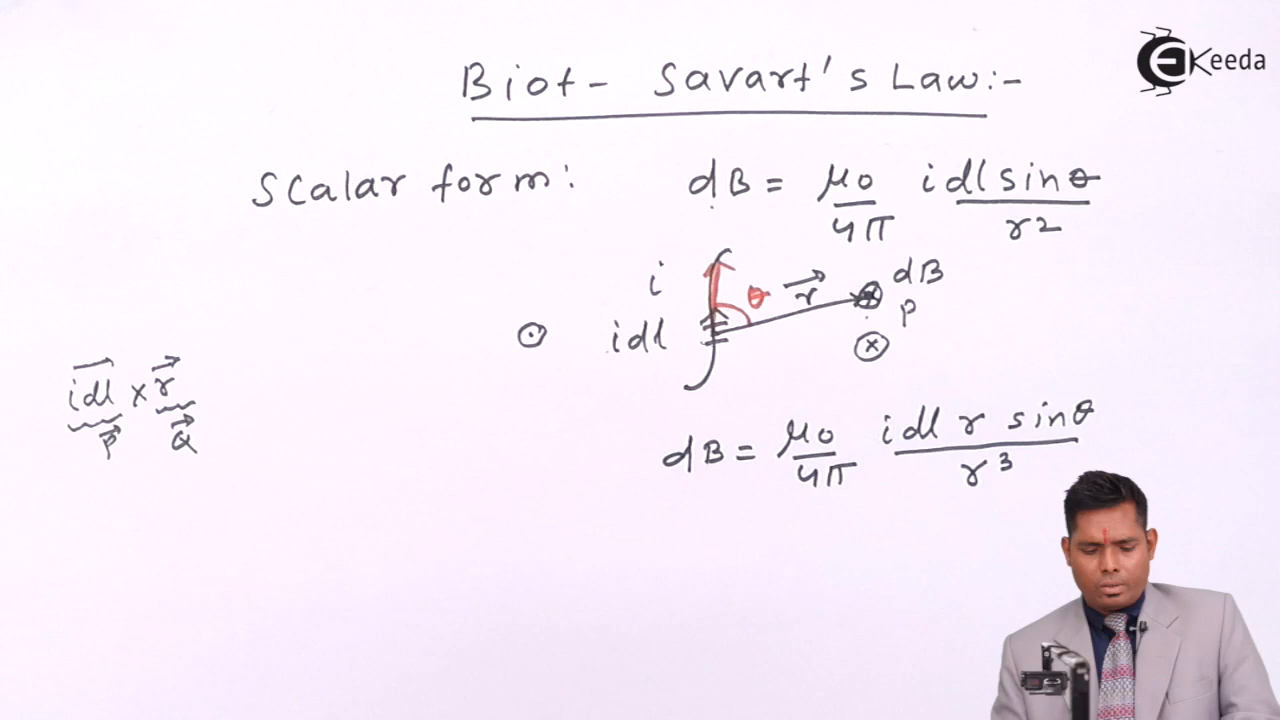 Biot - Savart's Law:-
EKeeda
Scalar form: dB = μ0/4π idl sinθ/r2
i θ r⃗ dB
P
idl
i⃗dl × r⃗
P⃗ Q⃗
dB = μ0/4π idl r sinθ/r³